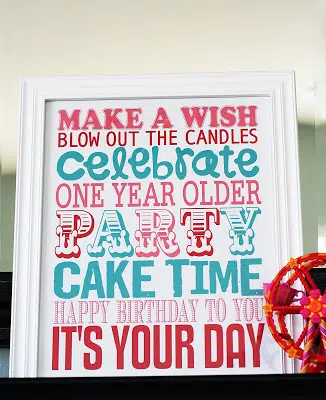 MAKE A WISH
BLOW OUT THE CANDLES
celebrate
ONE YEAR OLDER
PARTY
CAKE TIME
HAPPY BIRTHDAY TO YOU
IT'S YOUR DAY